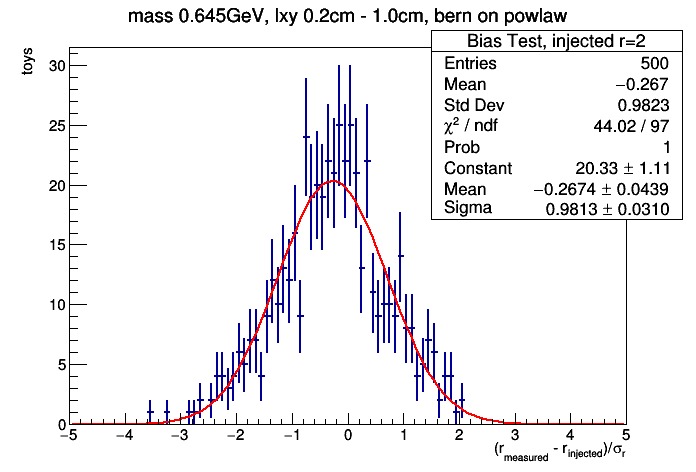 mass 0.645GeV, lxy 0.2cm - 1.0cm, bern on powlaw
Bias Test, injected r=2
Entries 500
Mean −0.267
Std Dev 0.9823
χ² / ndf 44.02 / 97
Prob 1
Constant 20.33 ± 1.11
Mean −0.2674 ± 0.0439
Sigma 0.9813 ± 0.0310
toys
30
25
20
15
10
5
0
−5 −4 −3 −2 −1 0 1 2 3 4 5
(r_measured - r_injected)/σ_r